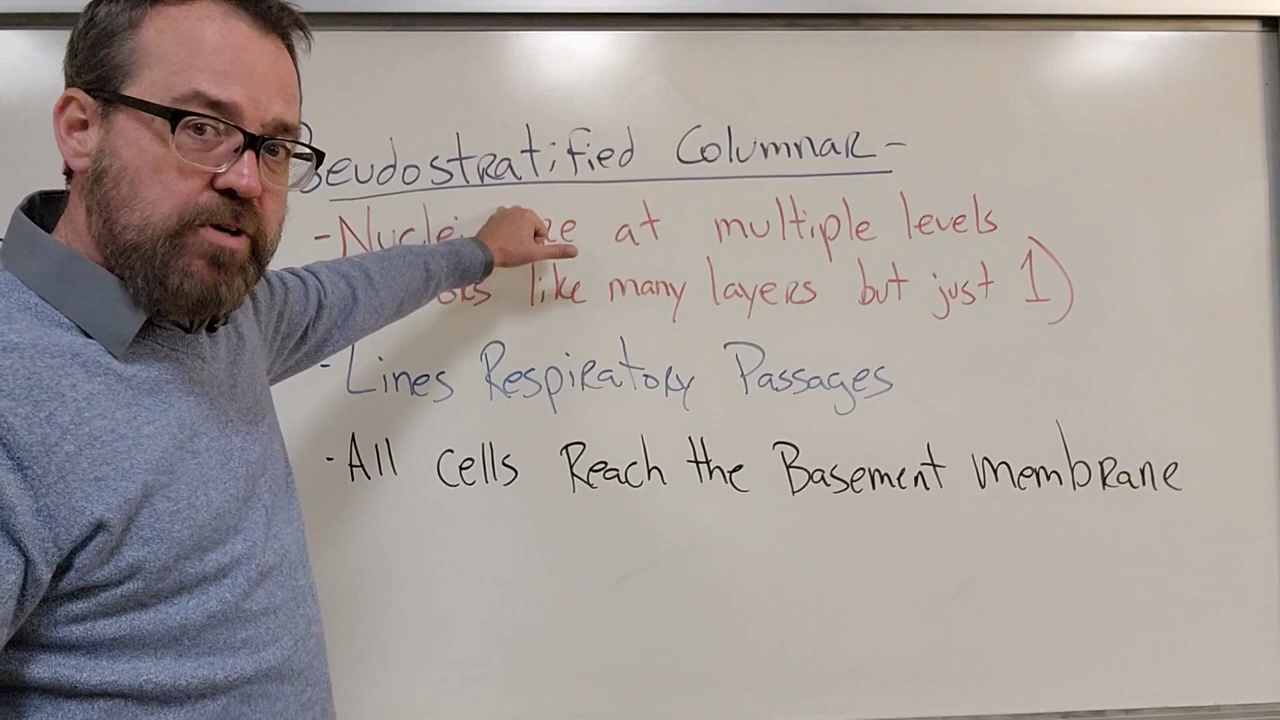 Pseudostratified Columnar -
- Nuclei are at multiple levels
like many layers but just 1)
- Lines Respiratory Passages
- All cells Reach the Basement membrane